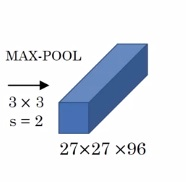 MAX-POOL
3 × 3
s = 2
27×27 ×96